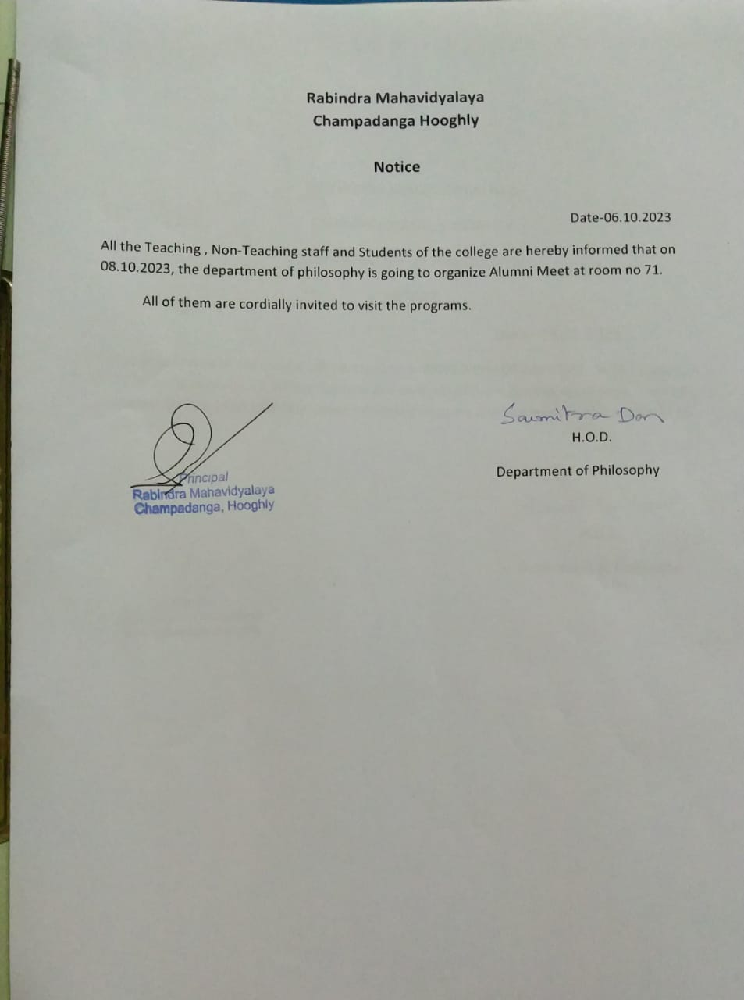 Rabindra Mahavidyalaya
Champadanga Hooghly
Notice
Date-06.10.2023
All the Teaching , Non-Teaching staff and Students of the college are hereby informed that on
08.10.2023, the department of philosophy is going to organize Alumni Meet at room no 71.
All of them are cordially invited to visit the programs.
Saumitra Dan
H.O.D.
Department of Philosophy
Principal
Rabindra Mahavidyalaya
Champadanga, Hooghly